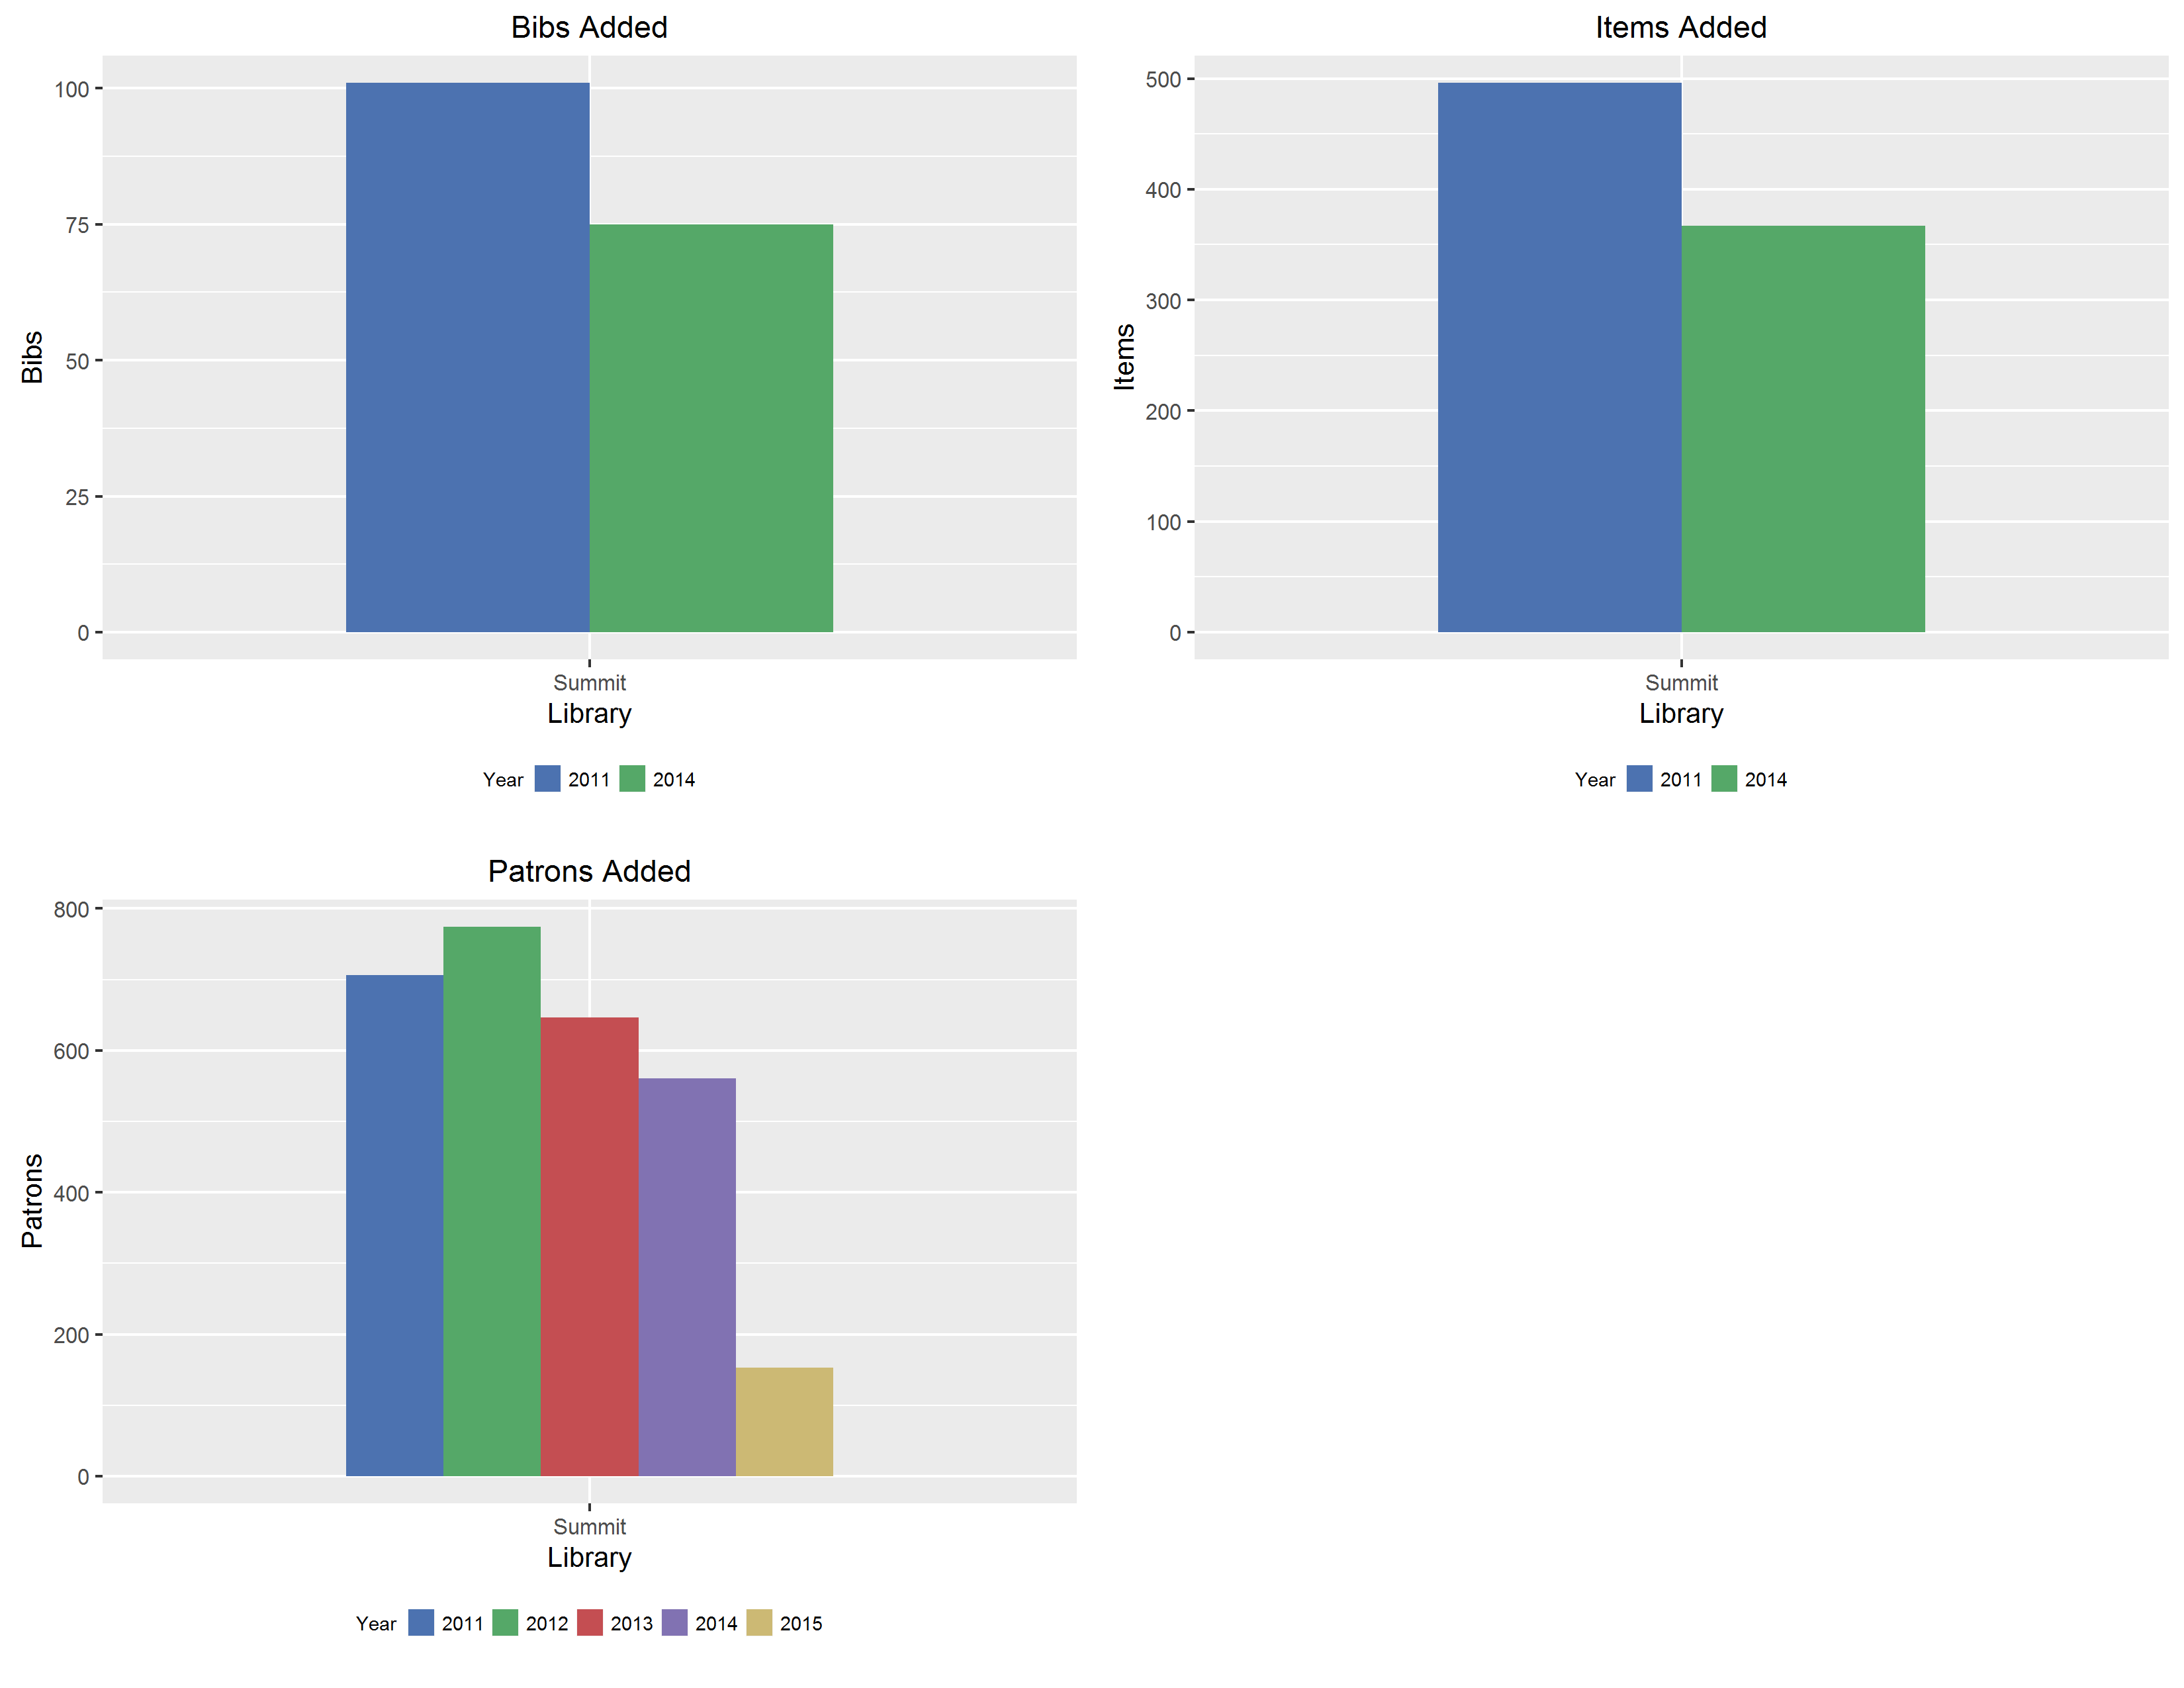 Bibs Added
100
75
50
25
0
Bibs
Summit
Library
Year 2011 2014
Items Added
500
400
300
200
100
0
Items
Summit
Library
Year 2011 2014
Patrons Added
800
600
400
200
0
Patrons
Summit
Library
Year 2011 2012 2013 2014 2015